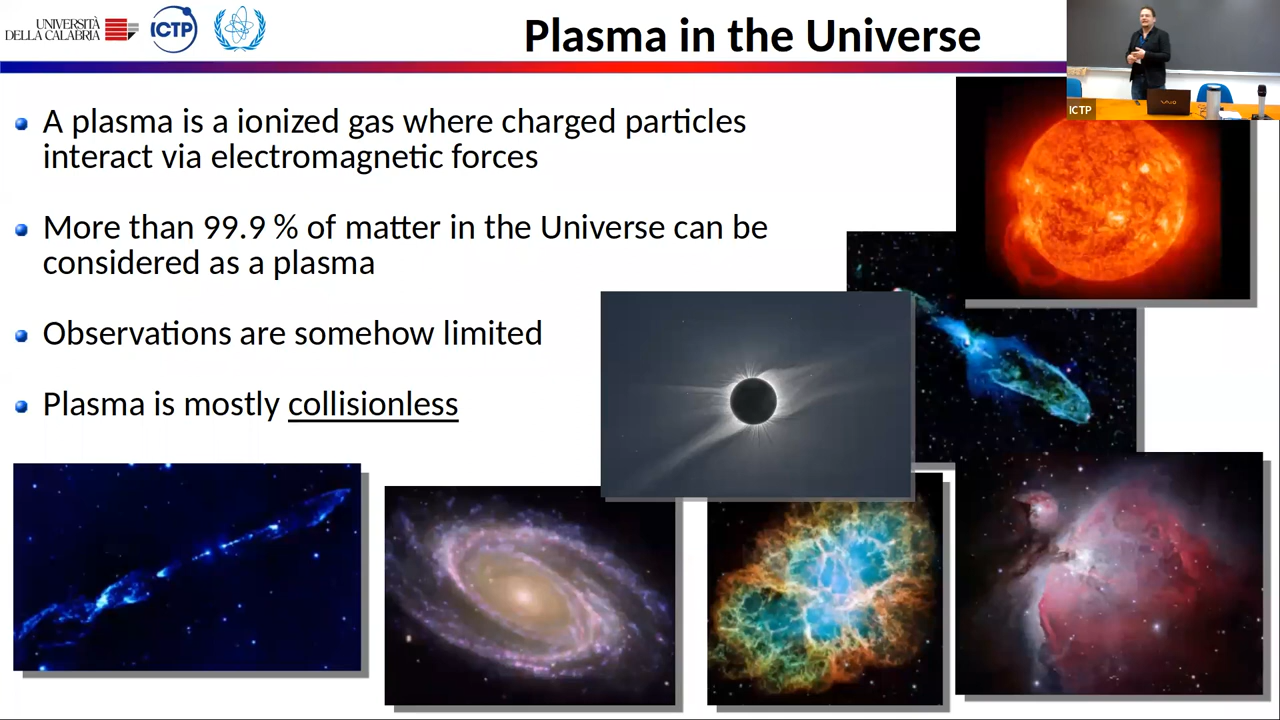 UNIVERSITÀ
DELLA CALABRIA
ICTP
Plasma in the Universe
ICTP
A plasma is a ionized gas where charged particles
interact via electromagnetic forces
More than 99.9 % of matter in the Universe can be
considered as a plasma
Observations are somehow limited
Plasma is mostly collisionless